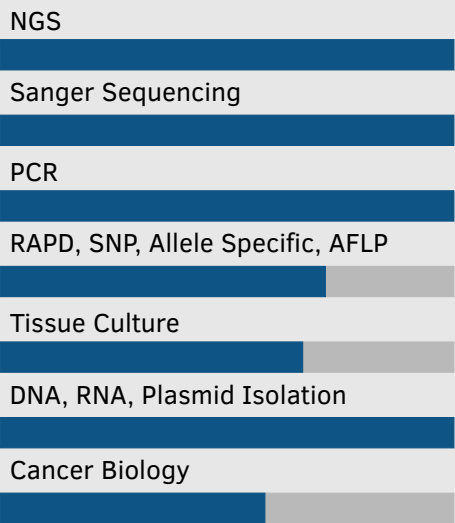 NGS
Sanger Sequencing
PCR
RAPD, SNP, Allele Specific, AFLP
Tissue Culture
DNA, RNA, Plasmid Isolation
Cancer Biology